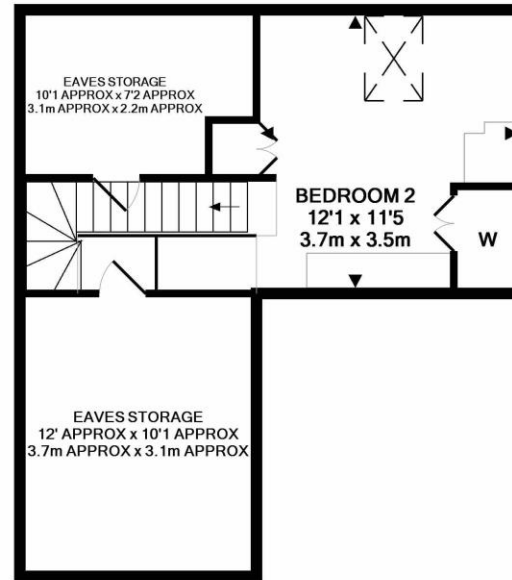 EAVES STORAGE
10'1 APPROX x 7'2 APPROX
3.1m APPROX x 2.2m APPROX
BEDROOM 2
12'1 x 11'5
3.7m x 3.5m
W
EAVES STORAGE
12' APPROX x 10'1 APPROX
3.7m APPROX x 3.1m APPROX